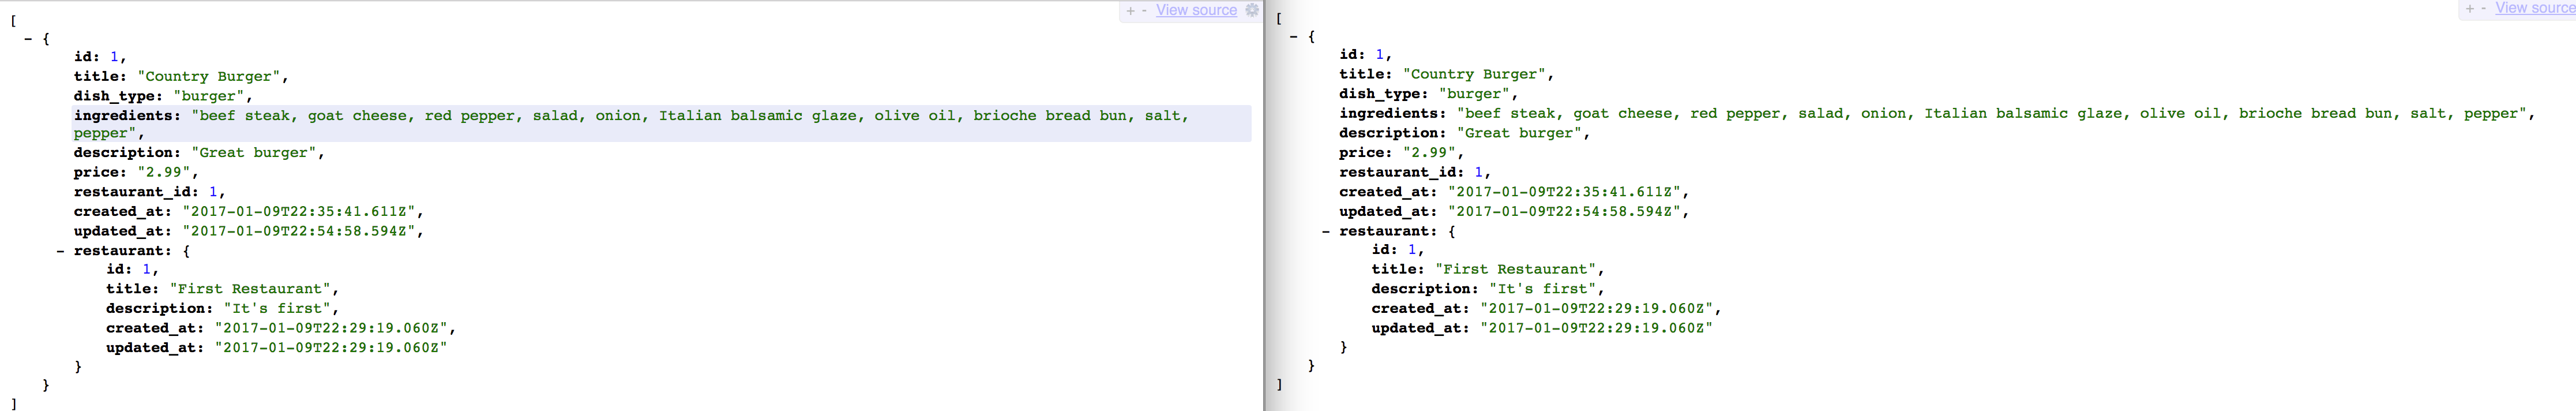 + - View source
[
- {
id: 1,
title: "Country Burger",
dish_type: "burger",
ingredients: "beef steak, goat cheese, red pepper, salad, onion, Italian balsamic glaze, olive oil, brioche bread bun, salt,
pepper",
description: "Great burger",
price: "2.99",
restaurant_id: 1,
created_at: "2017-01-09T22:35:41.611Z",
updated_at: "2017-01-09T22:54:58.594Z",
- restaurant: {
id: 1,
title: "First Restaurant",
description: "It's first",
created_at: "2017-01-09T22:29:19.060Z",
updated_at: "2017-01-09T22:29:19.060Z"
}
}
]
+ - View source
[
- {
id: 1,
title: "Country Burger",
dish_type: "burger",
ingredients: "beef steak, goat cheese, red pepper, salad, onion, Italian balsamic glaze, olive oil, brioche bread bun, salt, pepper",
description: "Great burger",
price: "2.99",
restaurant_id: 1,
created_at: "2017-01-09T22:35:41.611Z",
updated_at: "2017-01-09T22:54:58.594Z",
- restaurant: {
id: 1,
title: "First Restaurant",
description: "It's first",
created_at: "2017-01-09T22:29:19.060Z",
updated_at: "2017-01-09T22:29:19.060Z"
}
}
]